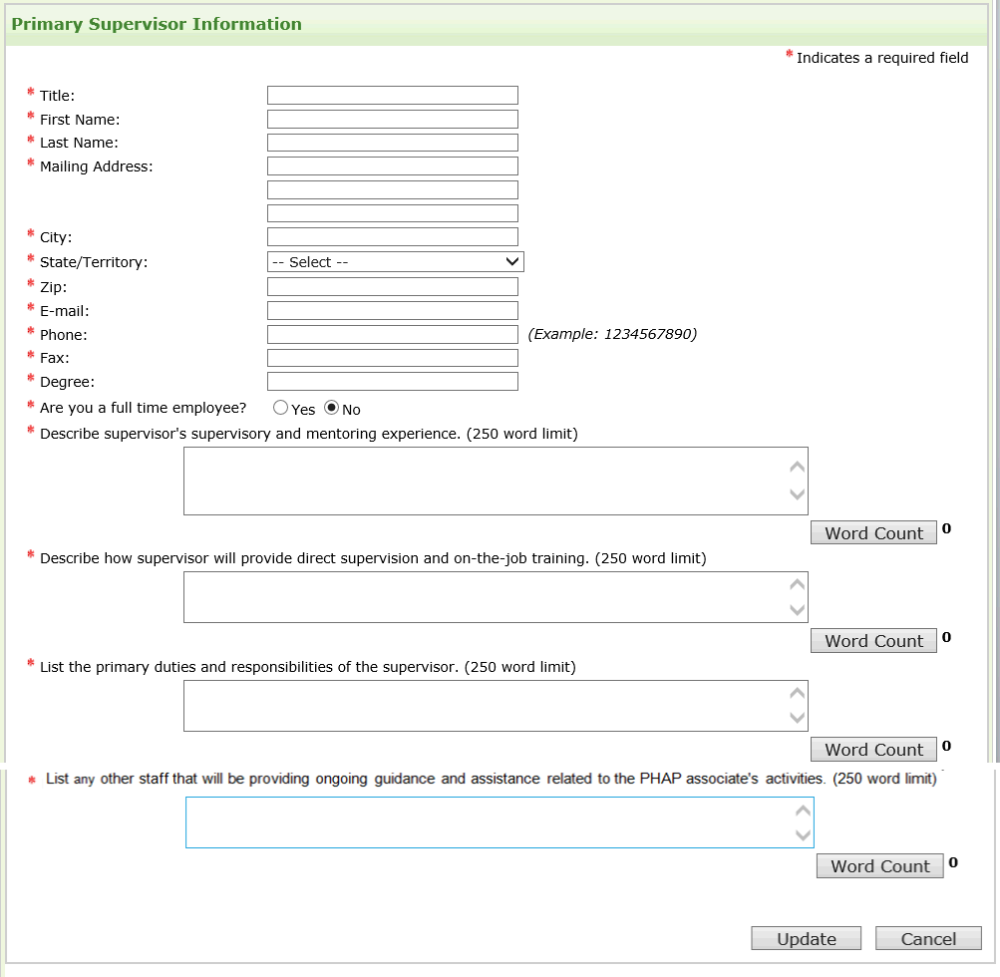 Primary Supervisor Information
* Indicates a required field
* Title:
* First Name:
* Last Name:
* Mailing Address:
* City:
* State/Territory: -- Select --
* Zip:
* E-mail:
* Phone: (Example: 1234567890)
* Fax:
* Degree:
* Are you a full time employee? Yes No
* Describe supervisor's supervisory and mentoring experience. (250 word limit)
Word Count 0
* Describe how supervisor will provide direct supervision and on-the-job training. (250 word limit)
Word Count 0
* List the primary duties and responsibilities of the supervisor. (250 word limit)
Word Count 0
* List any other staff that will be providing ongoing guidance and assistance related to the PHAP associate's activities. (250 word limit)
Word Count 0
Update Cancel